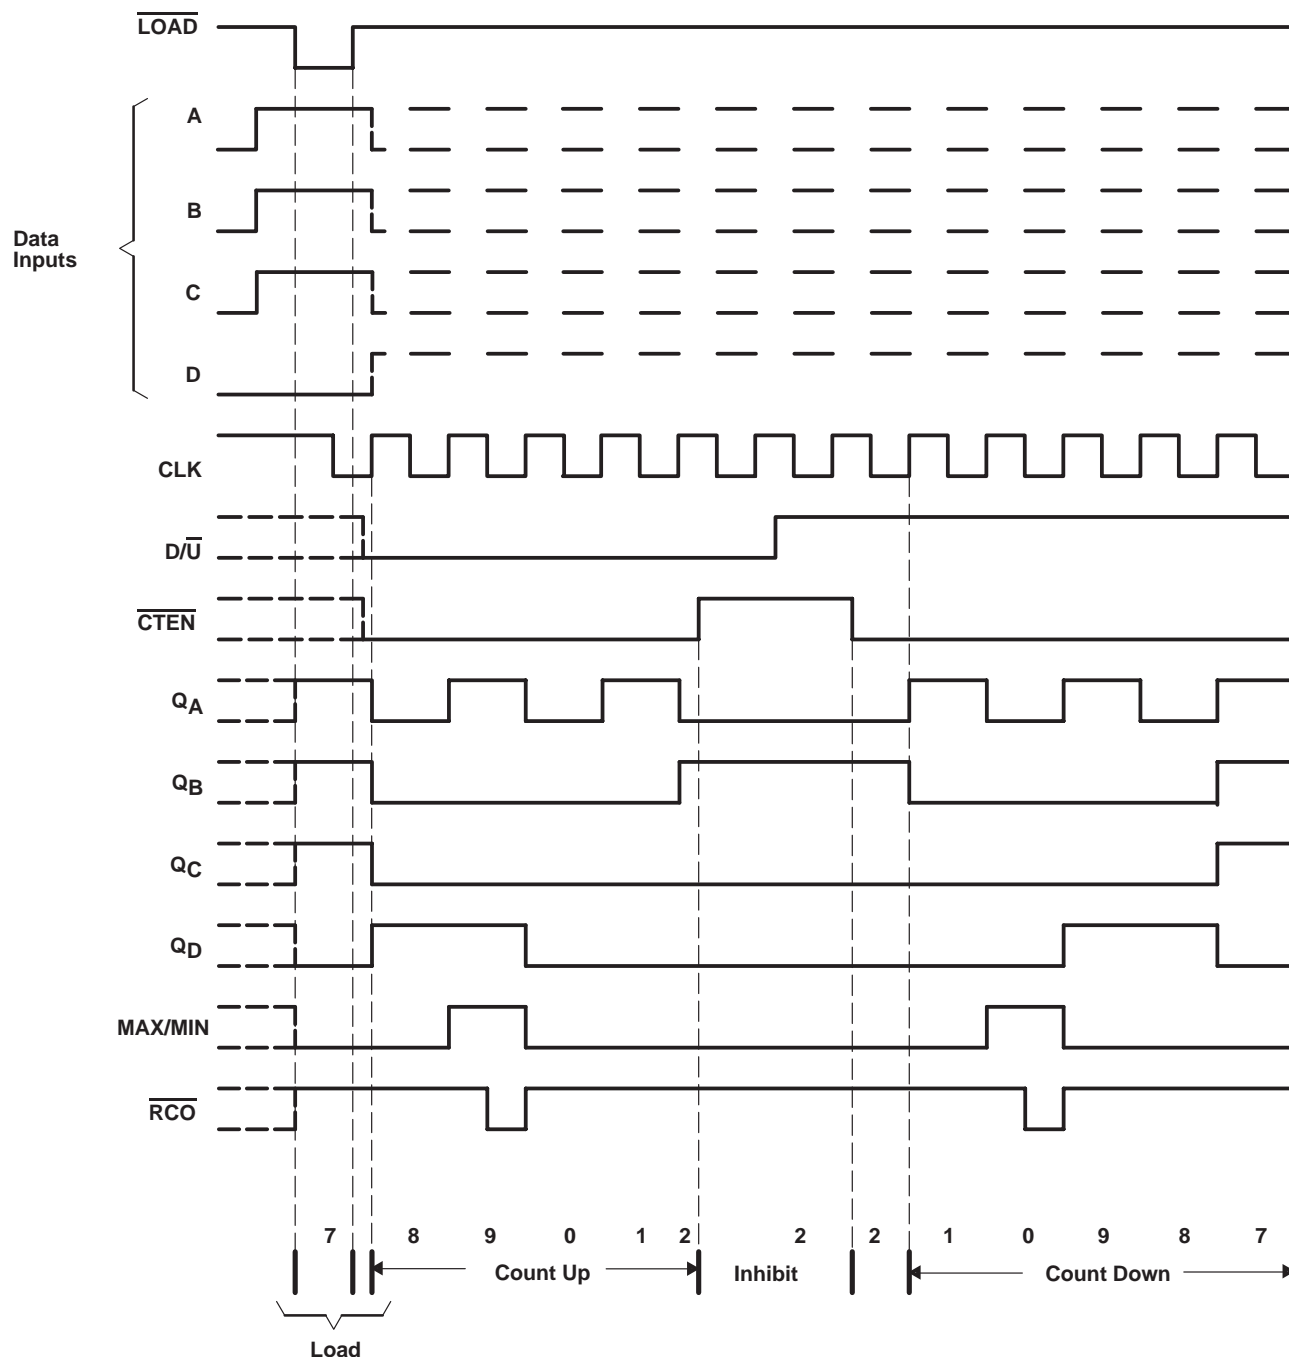 LOAD
A
B
Data
Inputs
C
D
CLK
D/U
CTEN
QA
QB
QC
QD
MAX/MIN
RCO
7 8 9 0 1 2 2 2 1 0 9 8 7
Count Up Inhibit Count Down
Load